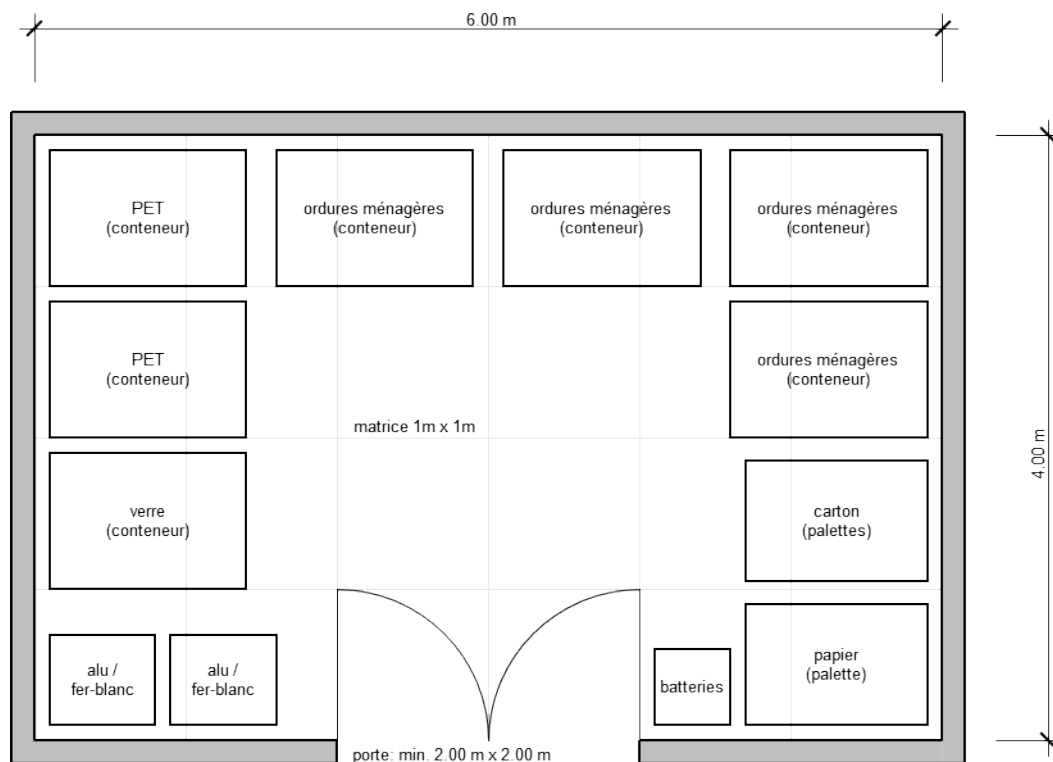 6.00 m
PET
(conteneur)
ordures ménagères
(conteneur)
ordures ménagères
(conteneur)
ordures ménagères
(conteneur)
PET
(conteneur)
ordures ménagères
(conteneur)
matrice 1m x 1m
4.00 m
verre
(conteneur)
carton
(palettes)
alu /
fer-blanc
alu /
fer-blanc
batteries
papier
(palette)
porte: min. 2.00 m x 2.00 m